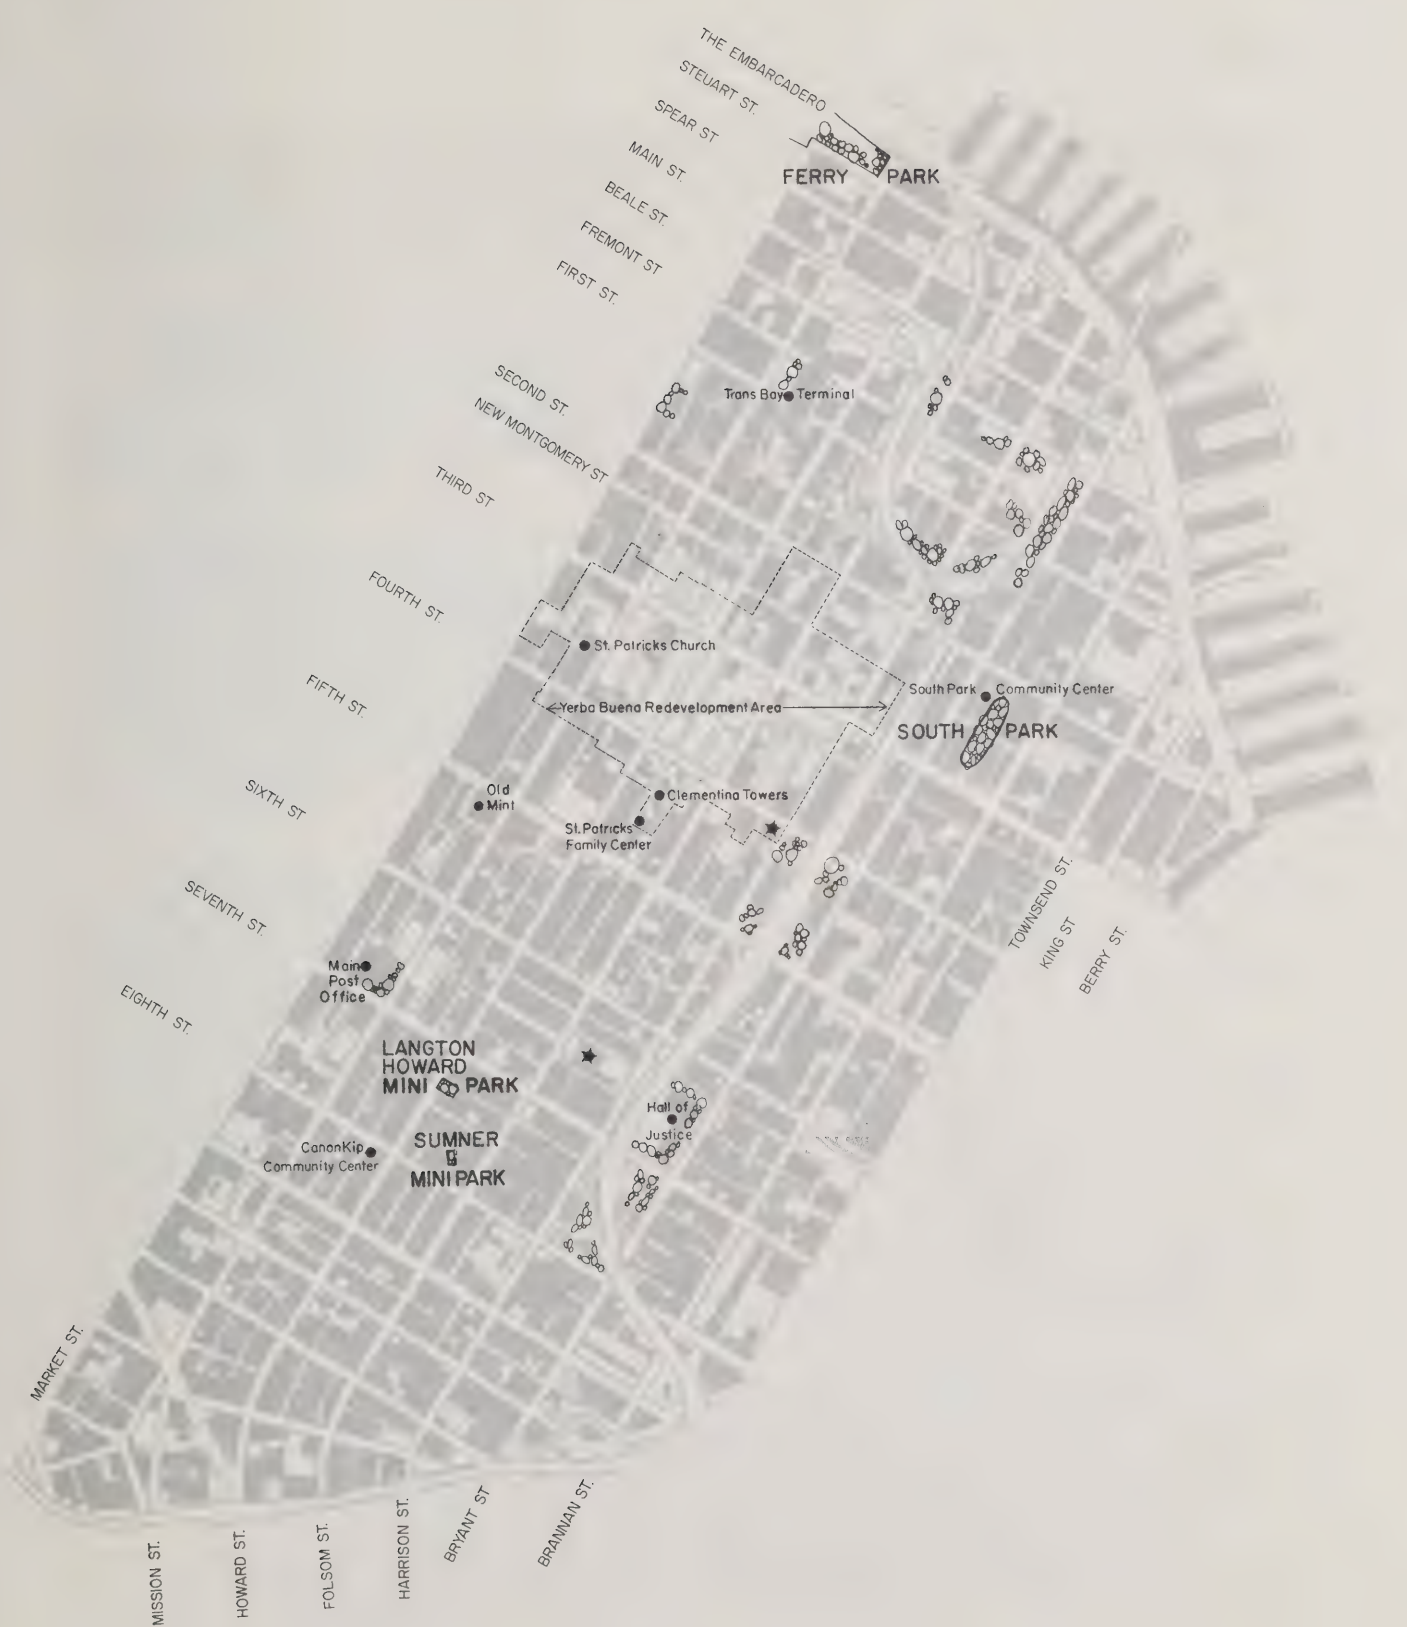 THE EMBARCADERO
STEUART ST.
SPEAR ST
MAIN ST.
BEALE ST.
FREMONT ST
FIRST ST.
FERRY PARK
SECOND ST.
NEW MONTGOMERY ST
Trans Bay Terminal
THIRD ST
FOURTH ST.
St. Patricks Church
FIFTH ST.
Yerba Buena Redevelopment Area
South Park Community Center
SOUTH PARK
SIXTH ST
Old
Mint
Clementina Towers
St. Patricks
Family Center
SEVENTH ST.
TOWNSEND ST.
KING ST
BERRY ST.
Main
Post
Office
EIGHTH ST.
LANGTON
HOWARD
MINI PARK
Hall of
Justice
Canon Kip
Community Center
SUMNER
MINI PARK
MARKET ST.
MISSION ST.
HOWARD ST.
FOLSOM ST.
HARRISON ST.
BRYANT ST
BRANNAN ST.